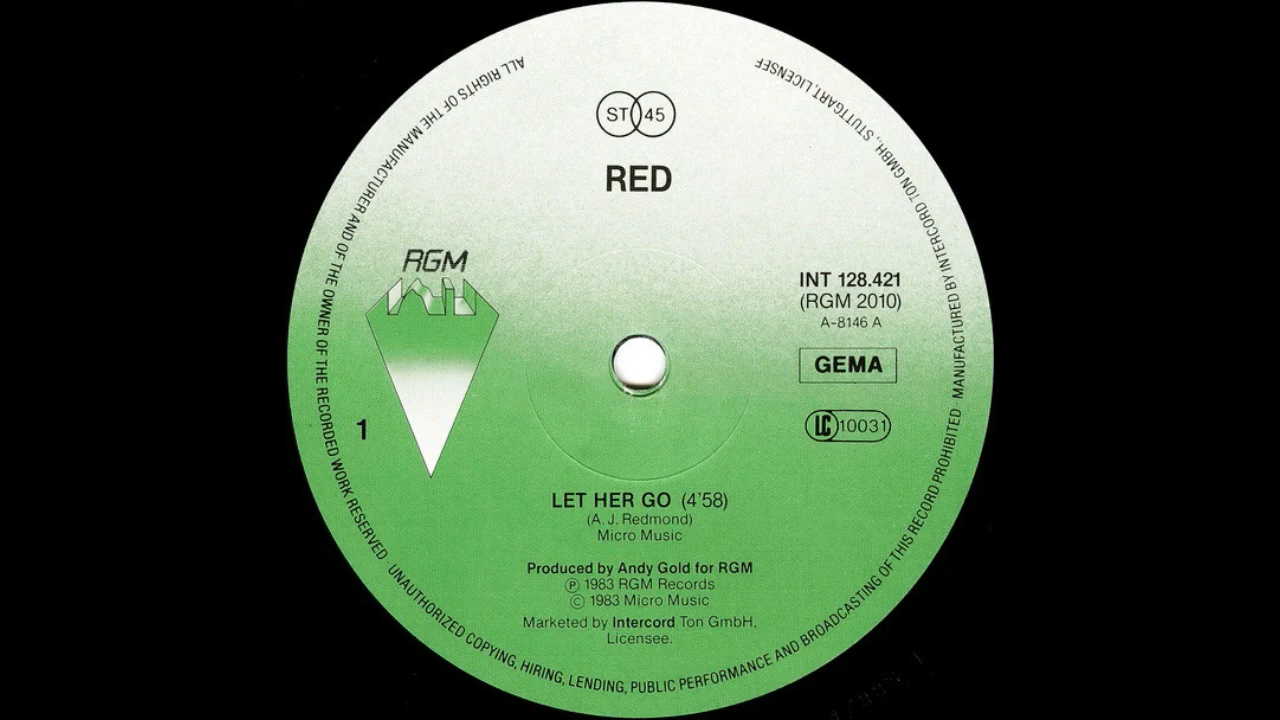 ST 45
RED
RGM
INT 128.421
(RGM 2010)
A-8146 A
GEMA
LC 10031
1
LET HER GO (4'58)
(A. J. Redmond)
Micro Music
Produced by Andy Gold for RGM
Ⓟ 1983 RGM Records
© 1983 Micro Music
Marketed by Intercord Ton GmbH,
Licensee.
ALL RIGHTS OF THE MANUFACTURER AND OF THE OWNER OF THE RECORDED WORK RESERVED · UNAUTHORIZED COPYING, HIRING, LENDING, PUBLIC PERFORMANCE AND BROADCASTING OF THIS RECORD PROHIBITED · MANUFACTURED BY INTERCORD TON GMBH., STUTTGART, LICENSEE